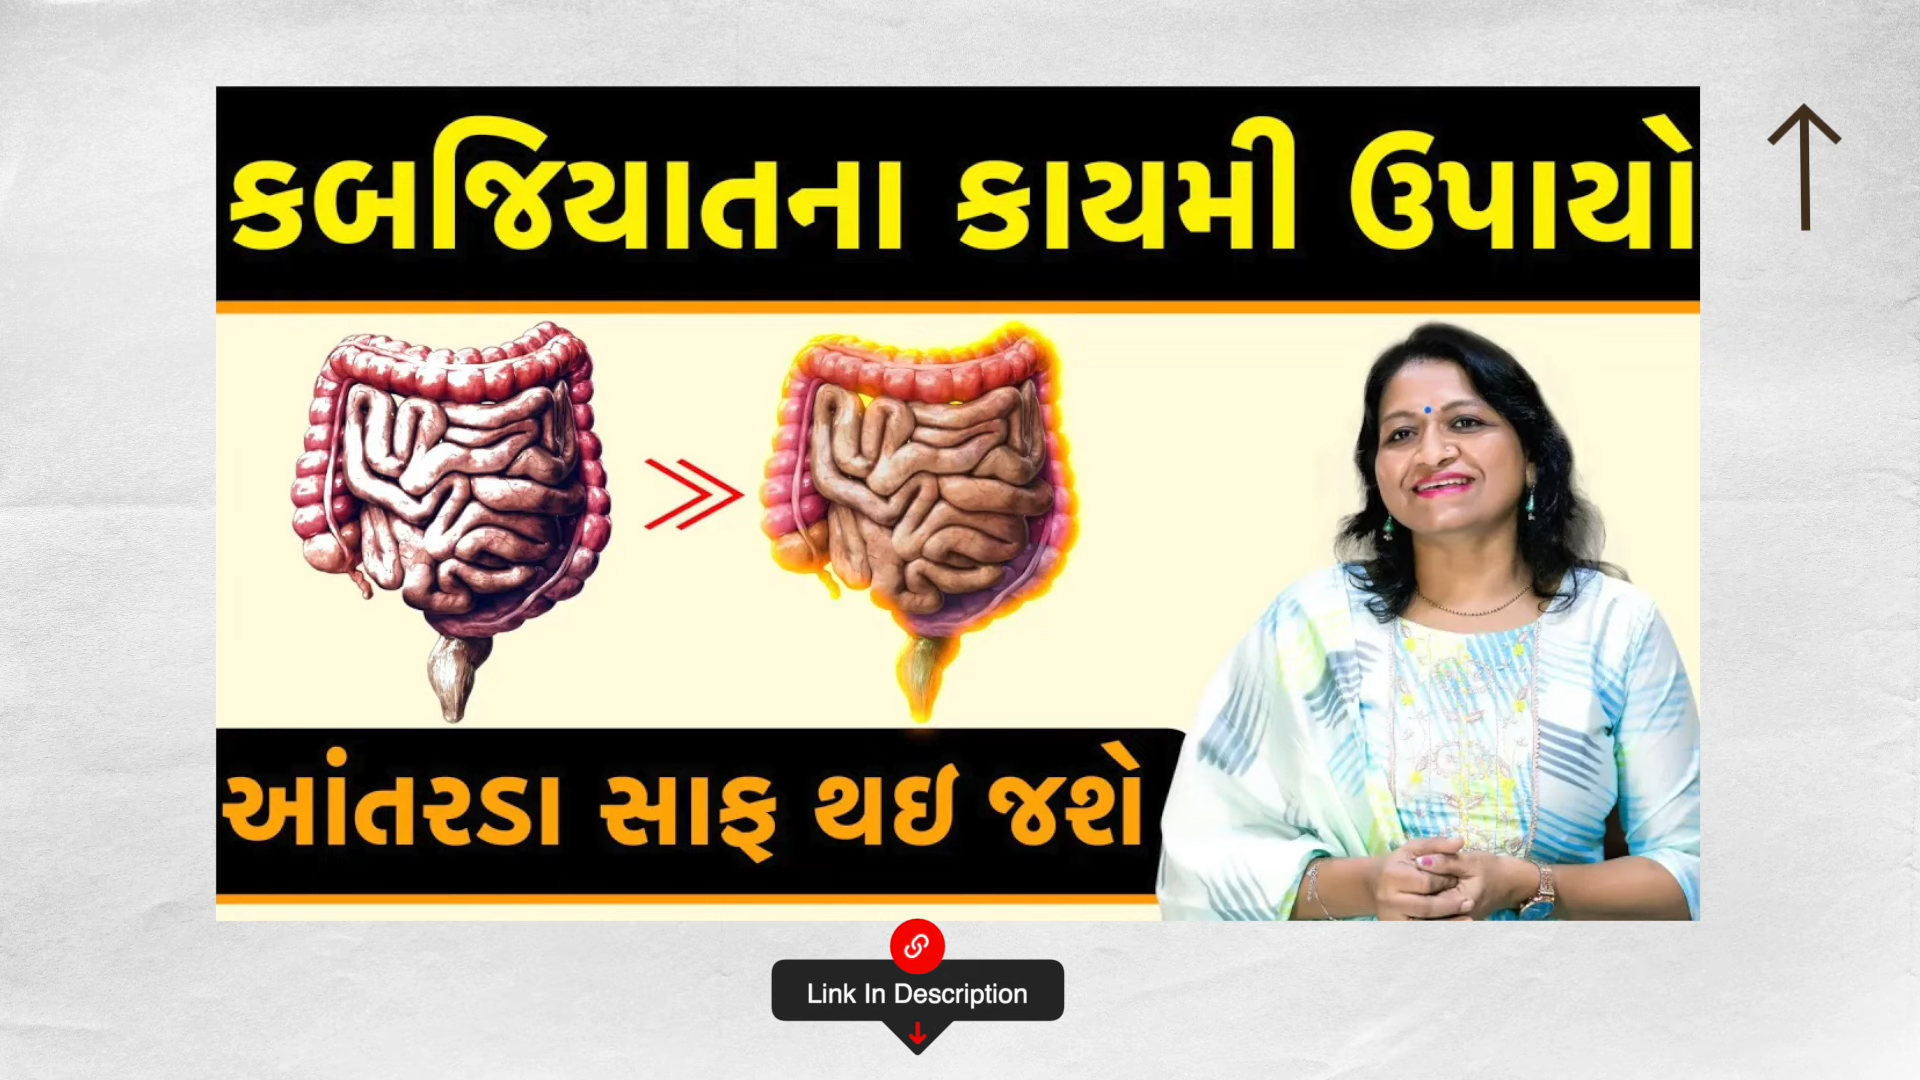 કબજિયાતના કાયમી ઉપાયો
આંતરડા સાફ થઇ જશે
Link In Description